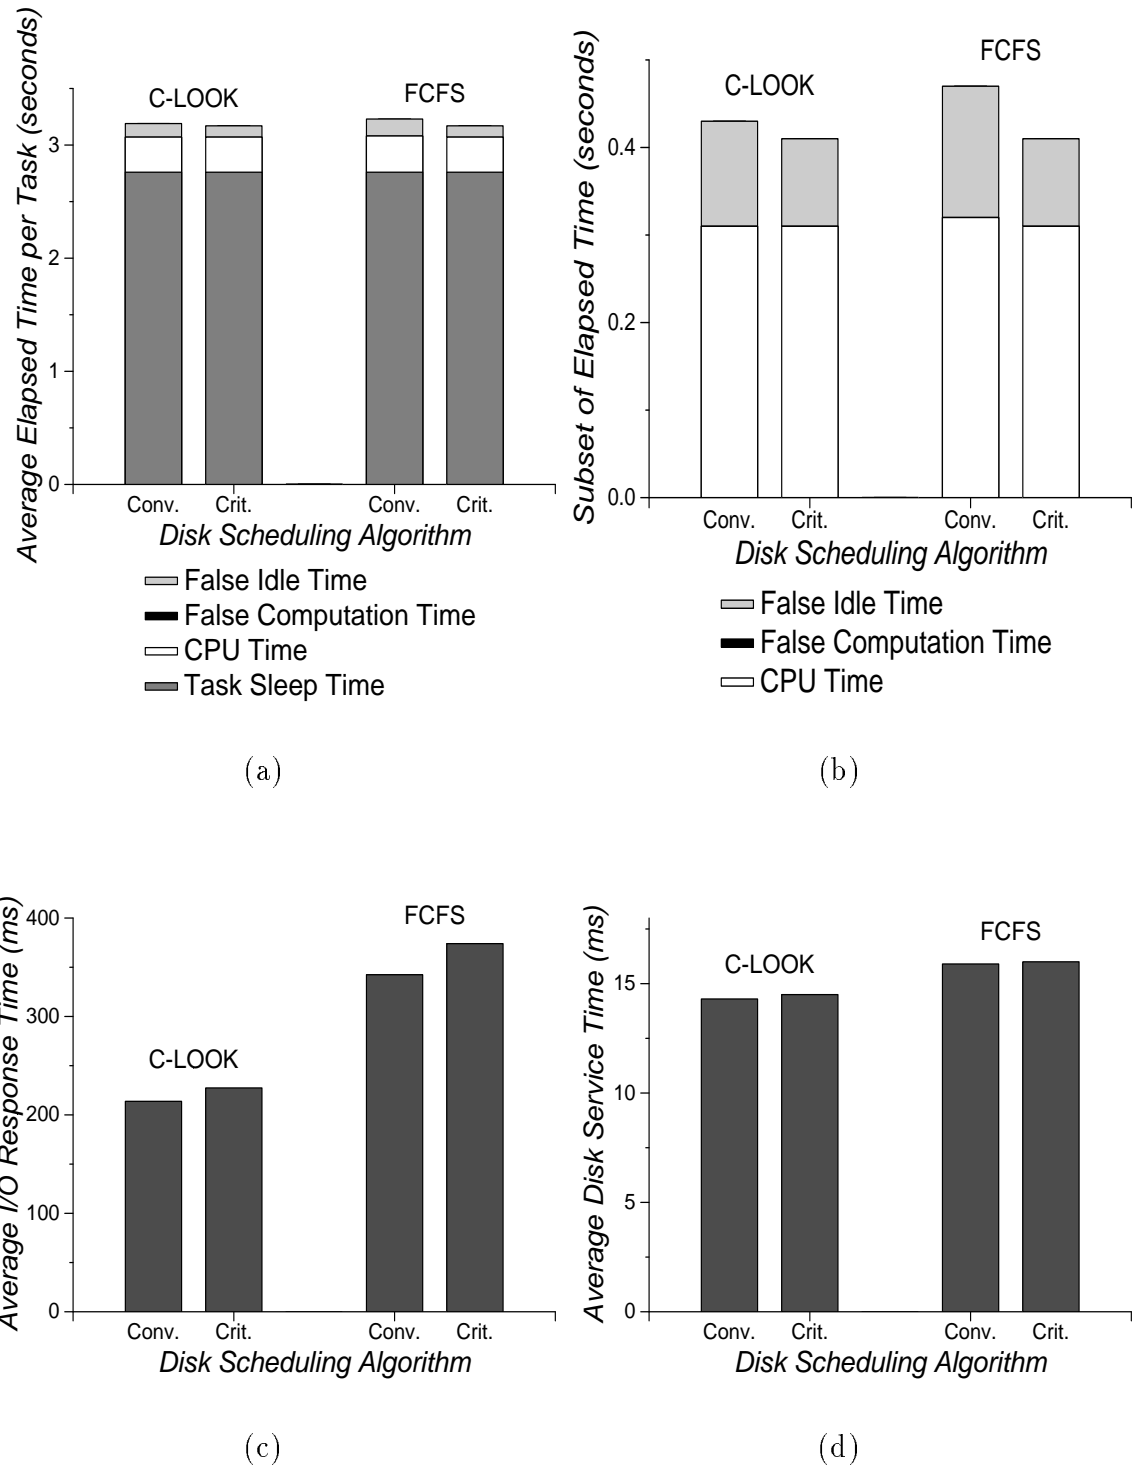 Average Elapsed Time per Task (seconds)
C-LOOK
FCFS
3
2
1
0
Conv.
Crit.
Conv.
Crit.
Disk Scheduling Algorithm
False Idle Time
False Computation Time
CPU Time
Task Sleep Time
(a)
Subset of Elapsed Time (seconds)
C-LOOK
FCFS
0.4
0.2
0.0
Conv.
Crit.
Conv.
Crit.
Disk Scheduling Algorithm
False Idle Time
False Computation Time
CPU Time
(b)
Average I/O Response Time (ms)
C-LOOK
FCFS
400
300
200
100
0
Conv.
Crit.
Conv.
Crit.
Disk Scheduling Algorithm
(c)
Average Disk Service Time (ms)
C-LOOK
FCFS
15
10
5
0
Conv.
Crit.
Conv.
Crit.
Disk Scheduling Algorithm
(d)